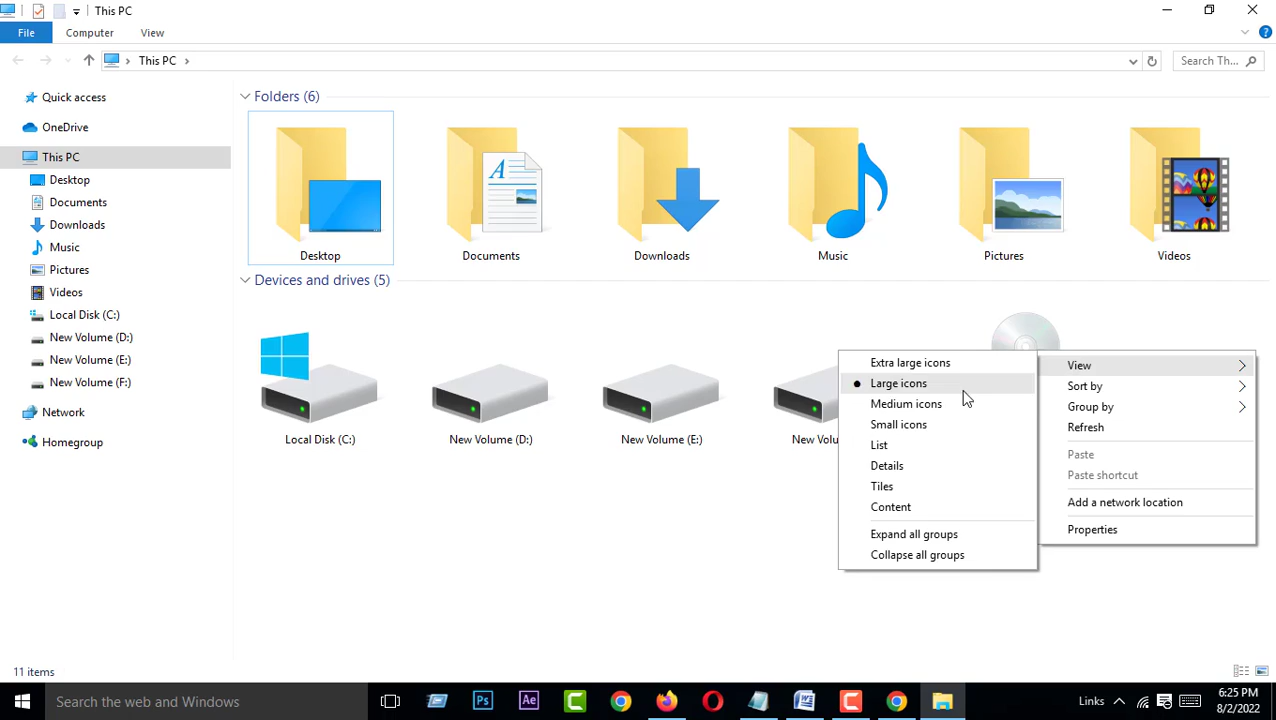 This PC
File Computer View
This PC
Search Th...
Quick access
OneDrive
This PC
Desktop
Documents
Downloads
Music
Pictures
Videos
Local Disk (C:)
New Volume (D:)
New Volume (E:)
New Volume (F:)
Network
Homegroup
Folders (6)
Desktop Documents Downloads Music Pictures Videos
Devices and drives (5)
Local Disk (C:) New Volume (D:) New Volume (E:) New Volu
Extra large icons
Large icons
Medium icons
Small icons
List
Details
Tiles
Content
Expand all groups
Collapse all groups
View
Sort by
Group by
Refresh
Paste
Paste shortcut
Add a network location
Properties
11 items
Search the web and Windows
Ps
Ae
Links
6:25 PM
8/2/2022